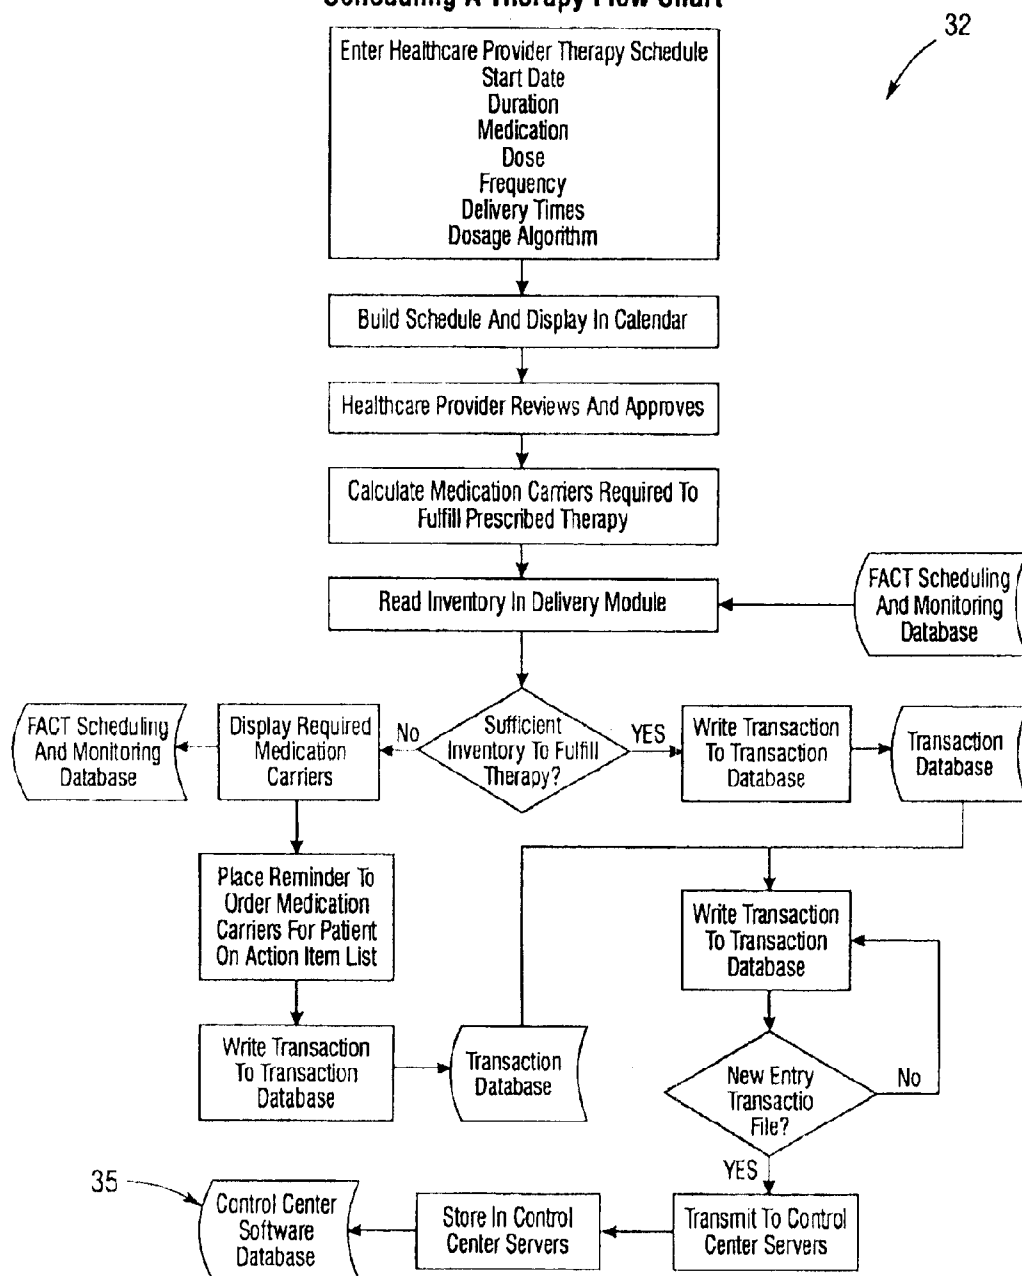 Scheduling A Therapy Flow Chart
32
Enter Healthcare Provider Therapy Schedule
Start Date
Duration
Medication
Dose
Frequency
Delivery Times
Dosage Algorithm
Build Schedule And Display In Calendar
Healthcare Provider Reviews And Approves
Calculate Medication Carriers Required To
Fulfill Prescribed Therapy
Read Inventory In Delivery Module
FACT Scheduling
And Monitoring
Database
FACT Scheduling
And Monitoring
Database
Display Required
Medication
Carriers
No
Sufficient
Inventory To Fulfill
Therapy?
YES
Write Transaction
To Transaction
Database
Transaction
Database
Place Reminder To
Order Medication
Carriers For Patient
On Action Item List
Write Transaction
To Transaction
Database
Write Transaction
To Transaction
Database
Transaction
Database
New Entry
Transactio
File?
No
YES
35
Control Center
Software
Database
Store In Control
Center Servers
Transmit To Control
Center Servers